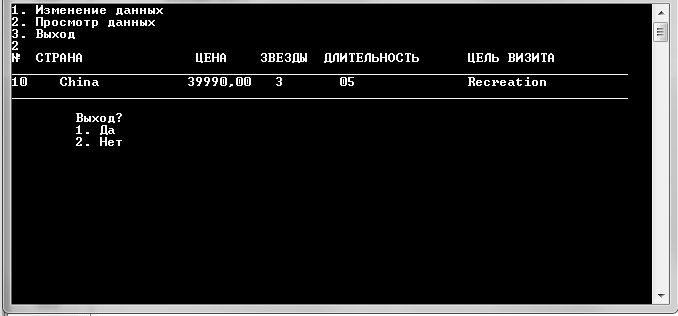 1. Изменение данных
2. Просмотр данных
3. Выход
2
№ СТРАНА ЦЕНА ЗВЕЗДЫ ДЛИТЕЛЬНОСТЬ ЦЕЛЬ ВИЗИТА
10 China 39990,00 3 05 Recreation
Выход?
1. Да
2. Нет